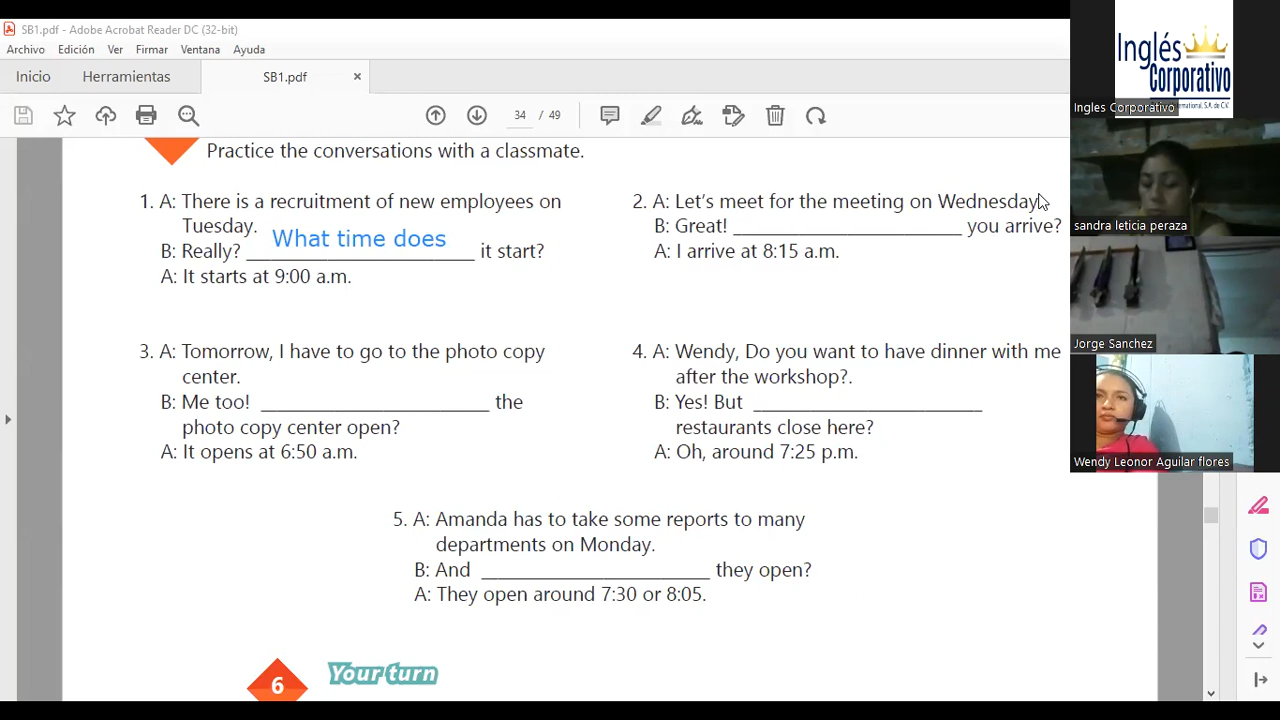 SB1.pdf - Adobe Acrobat Reader DC (32-bit)
Archivo Edición Ver Firmar Ventana Ayuda
Inicio Herramientas SB1.pdf ×
34 / 49
Practice the conversations with a classmate.
1. A: There is a recruitment of new employees on
Tuesday.
B: Really? What time does it start?
A: It starts at 9:00 a.m.
2. A: Let's meet for the meeting on Wednesday.
B: Great! ______________________ you arrive?
A: I arrive at 8:15 a.m.
3. A: Tomorrow, I have to go to the photo copy
center.
B: Me too! ______________________ the
photo copy center open?
A: It opens at 6:50 a.m.
4. A: Wendy, Do you want to have dinner with me
after the workshop?.
B: Yes! But ______________________
restaurants close here?
A: Oh, around 7:25 p.m.
5. A: Amanda has to take some reports to many
departments on Monday.
B: And ______________________ they open?
A: They open around 7:30 or 8:05.
6 Your turn
Inglés
Corporativo
International, S.A. de C.V.
Ingles Corporativo
sandra leticia peraza
Jorge Sanchez
Wendy Leonor Aguilar flores